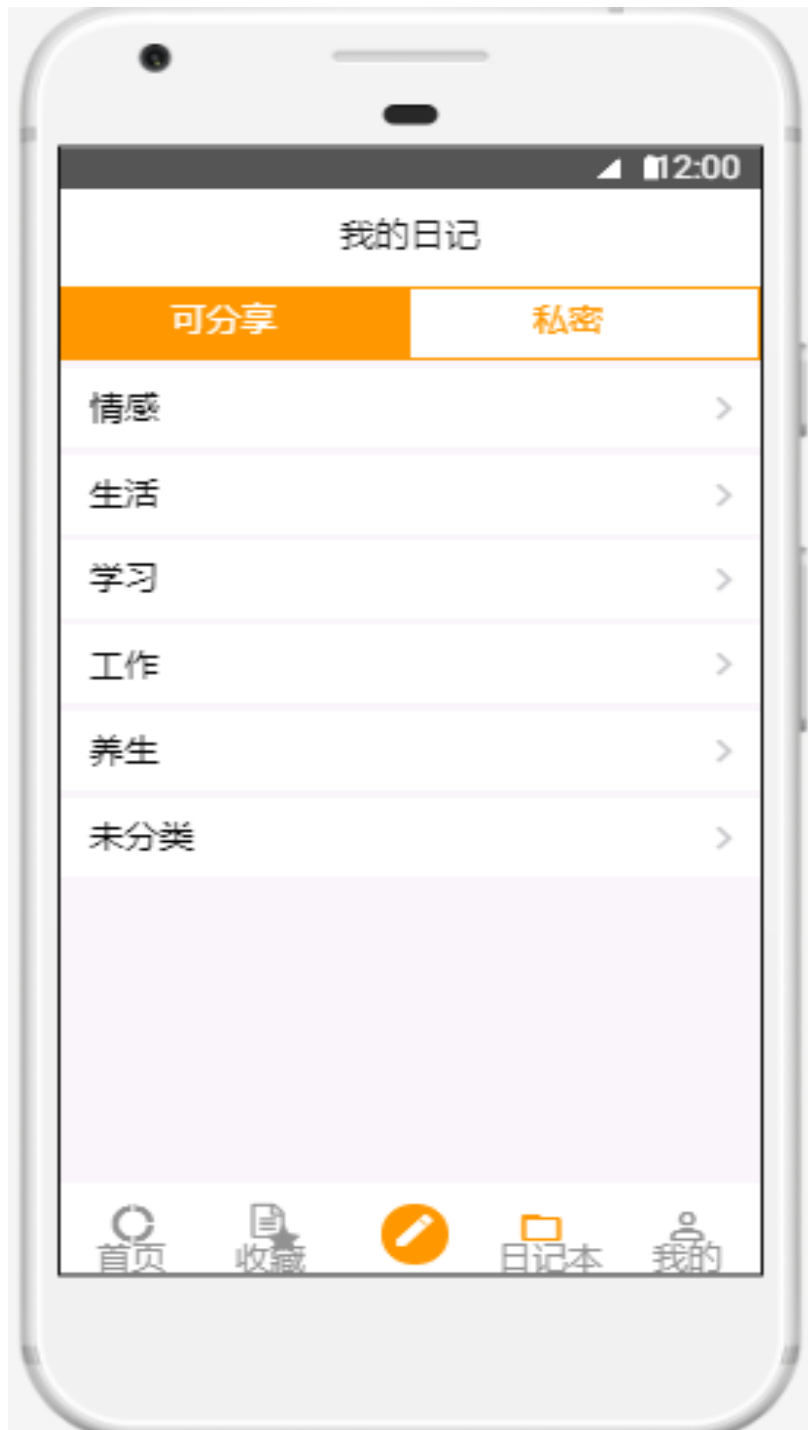 12:00
我的日记
可分享 私密
情感
生活
学习
工作
养生
未分类
首页 收藏 日记本 我的